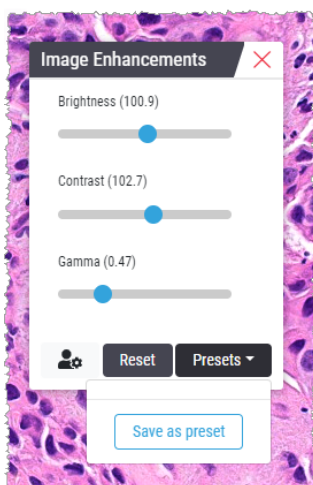 Image Enhancements
Brightness (100.9)
Contrast (102.7)
Gamma (0.47)
Reset Presets
Save as preset